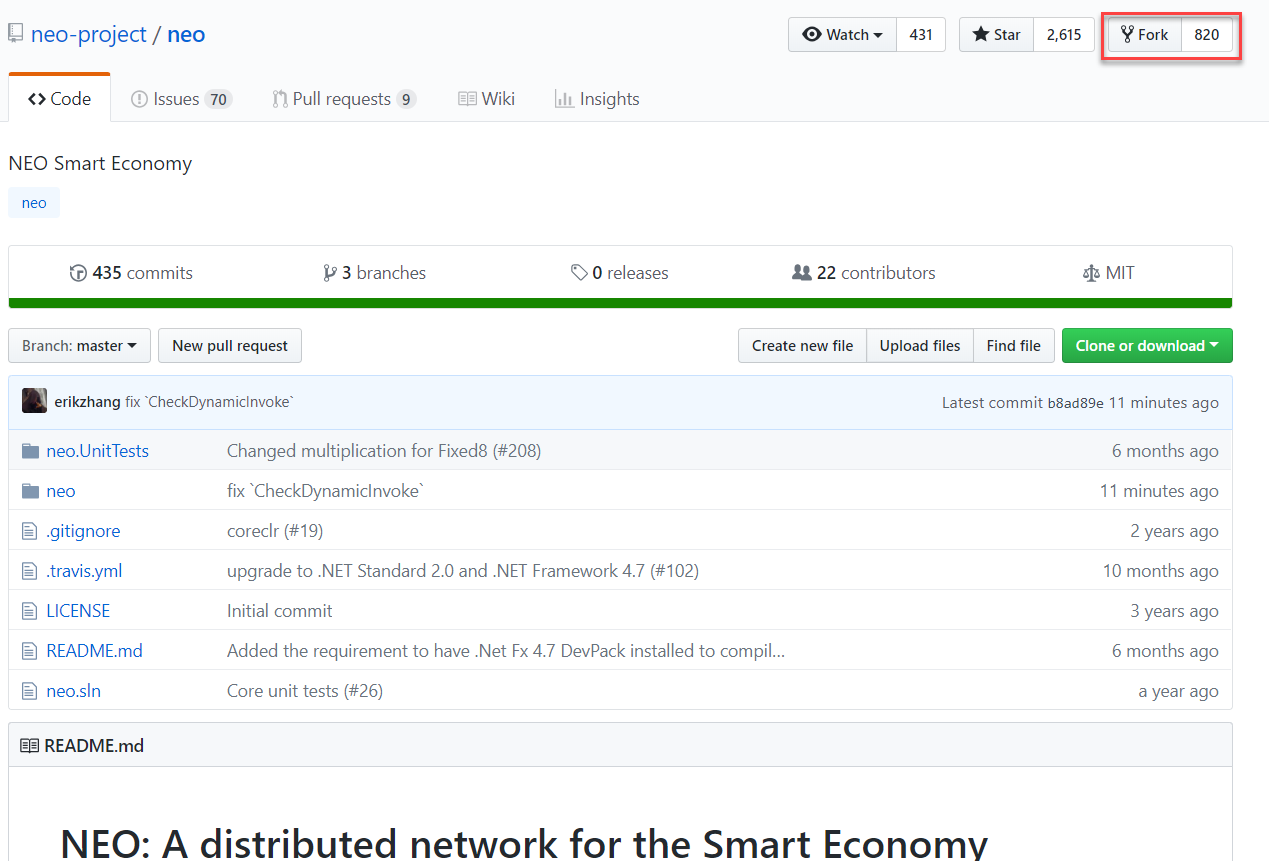 neo-project / neo Watch 431 Star 2,615 Fork 820
Code Issues 70 Pull requests 9 Wiki Insights
NEO Smart Economy
neo
435 commits 3 branches 0 releases 22 contributors MIT
Branch: master New pull request Create new file Upload files Find file Clone or download
erikzhang fix `CheckDynamicInvoke` Latest commit b8ad89e 11 minutes ago
neo.UnitTests Changed multiplication for Fixed8 (#208) 6 months ago
neo fix `CheckDynamicInvoke` 11 minutes ago
.gitignore coreclr (#19) 2 years ago
.travis.yml upgrade to .NET Standard 2.0 and .NET Framework 4.7 (#102) 10 months ago
LICENSE Initial commit 3 years ago
README.md Added the requirement to have .Net Fx 4.7 DevPack installed to compil... 6 months ago
neo.sln Core unit tests (#26) a year ago
README.md
NEO: A distributed network for the Smart Economy